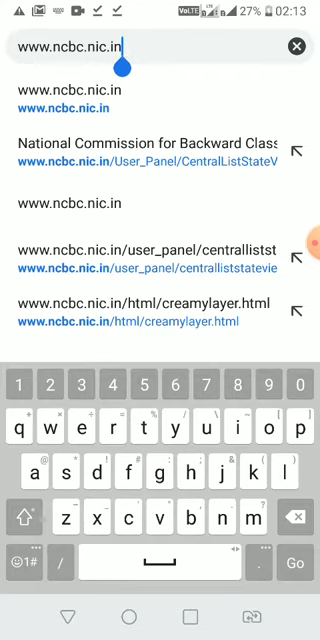 VoLTE 27% 02:13
www.ncbc.nic.in
www.ncbc.nic.in
www.ncbc.nic.in
National Commission for Backward Class
www.ncbc.nic.in/User_Panel/CentralListStateV
www.ncbc.nic.in
www.ncbc.nic.in/user_panel/centrallistst
www.ncbc.nic.in/user_panel/centralliststatevie
www.ncbc.nic.in/html/creamylayer.html
www.ncbc.nic.in/html/creamylayer.html
1 2 3 4 5 6 7 8 9 0
q w e r t y u i o p
a s d f g h j k l
z x c v b n m
1# / . Go